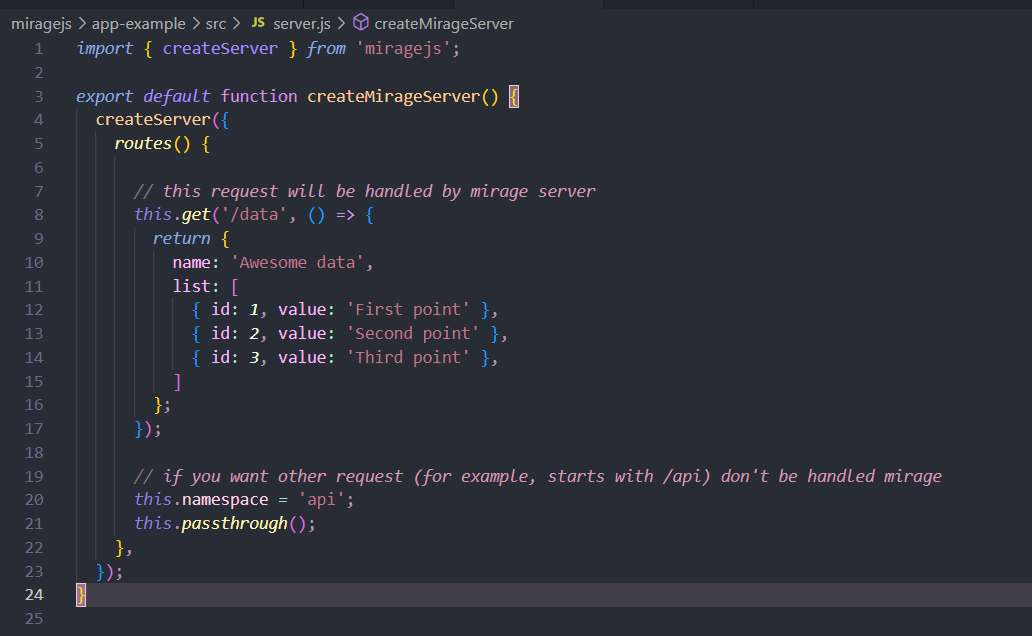 miragejs > app-example > src > JS server.js > createMirageServer
1 import { createServer } from 'miragejs';
2
3 export default function createMirageServer() {
4   createServer({
5     routes() {
6
7       // this request will be handled by mirage server
8       this.get('/data', () => {
9         return {
10           name: 'Awesome data',
11           list: [
12             { id: 1, value: 'First point' },
13             { id: 2, value: 'Second point' },
14             { id: 3, value: 'Third point' },
15           ]
16         };
17       });
18
19       // if you want other request (for example, starts with /api) don't be handled mirage
20       this.namespace = 'api';
21       this.passthrough();
22     },
23   });
24 }
25